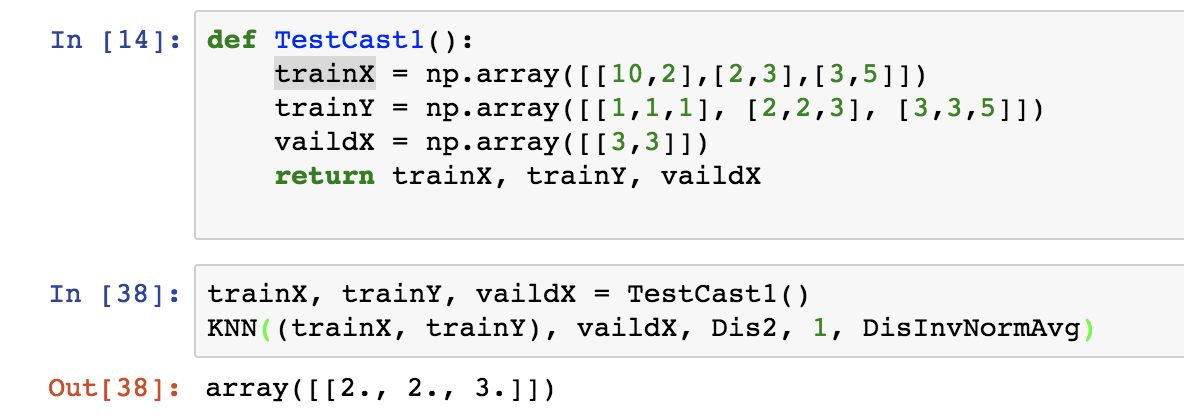 In [14]: def TestCast1():
    trainX = np.array([[10,2],[2,3],[3,5]])
    trainY = np.array([[1,1,1], [2,2,3], [3,3,5]])
    vaildX = np.array([[3,3]])
    return trainX, trainY, vaildX
In [38]: trainX, trainY, vaildX = TestCast1()
KNN((trainX, trainY), vaildX, Dis2, 1, DisInvNormAvg)
Out[38]: array([[2., 2., 3.]])